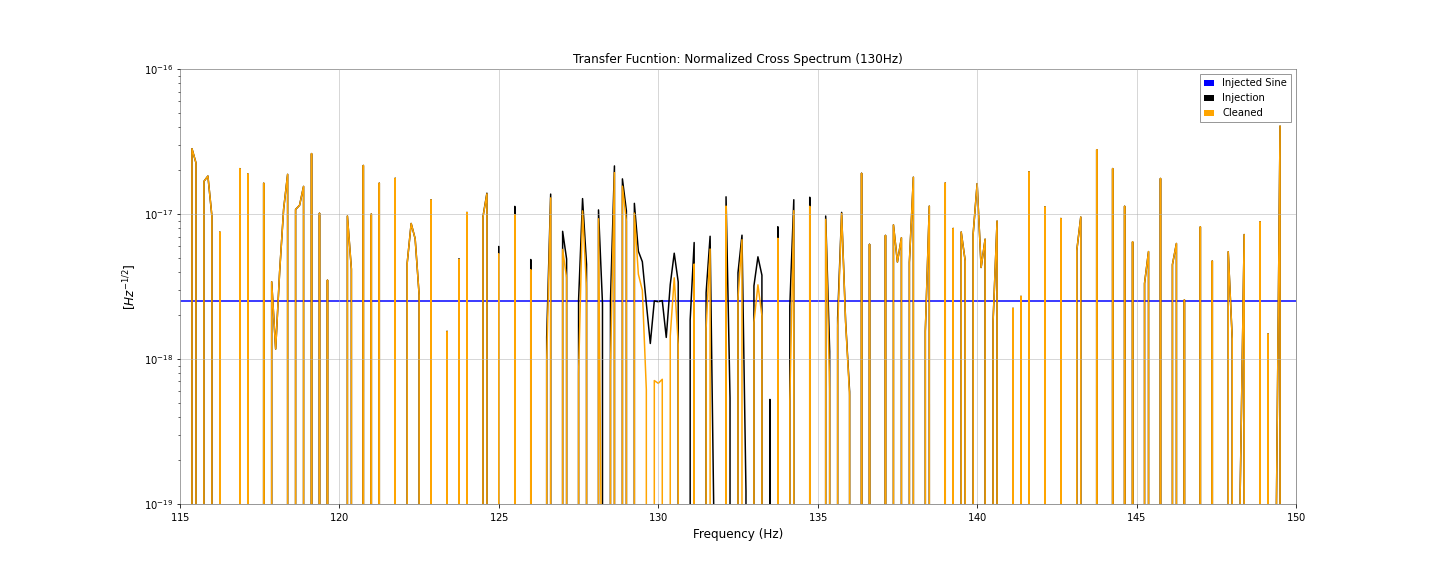 Transfer Fucntion: Normalized Cross Spectrum (130Hz)
10⁻¹⁶
Injected Sine
Injection
Cleaned
10⁻¹⁷
[Hz⁻¹/²]
10⁻¹⁸
10⁻¹⁹
115 120 125 130 135 140 145 150
Frequency (Hz)